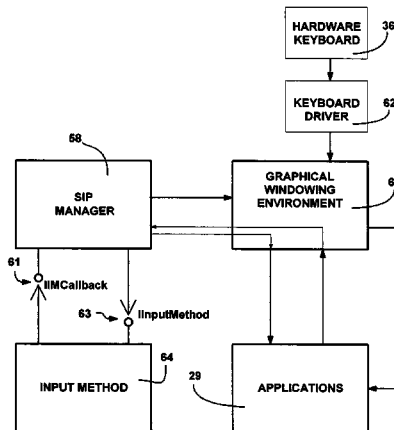 HARDWARE
KEYBOARD
36
KEYBOARD
DRIVER
62
58
SIP
MANAGER
GRAPHICAL
WINDOWING
ENVIRONMENT
6
61
IIMCallback
63
IInputMethod
INPUT METHOD
64
29
APPLICATIONS